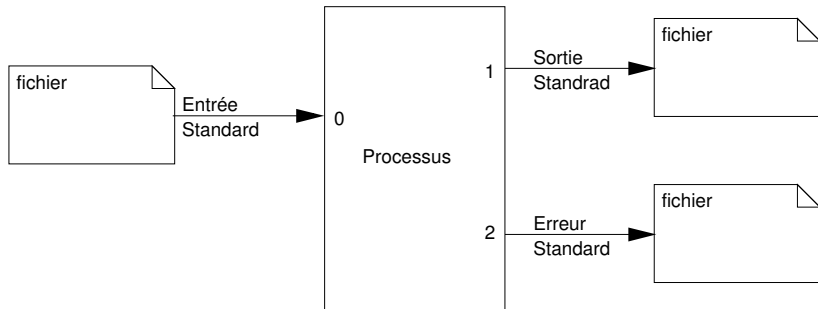 fichier
Entrée
Standard
0
Processus
1
Sortie
Standrad
fichier
2
Erreur
Standard
fichier